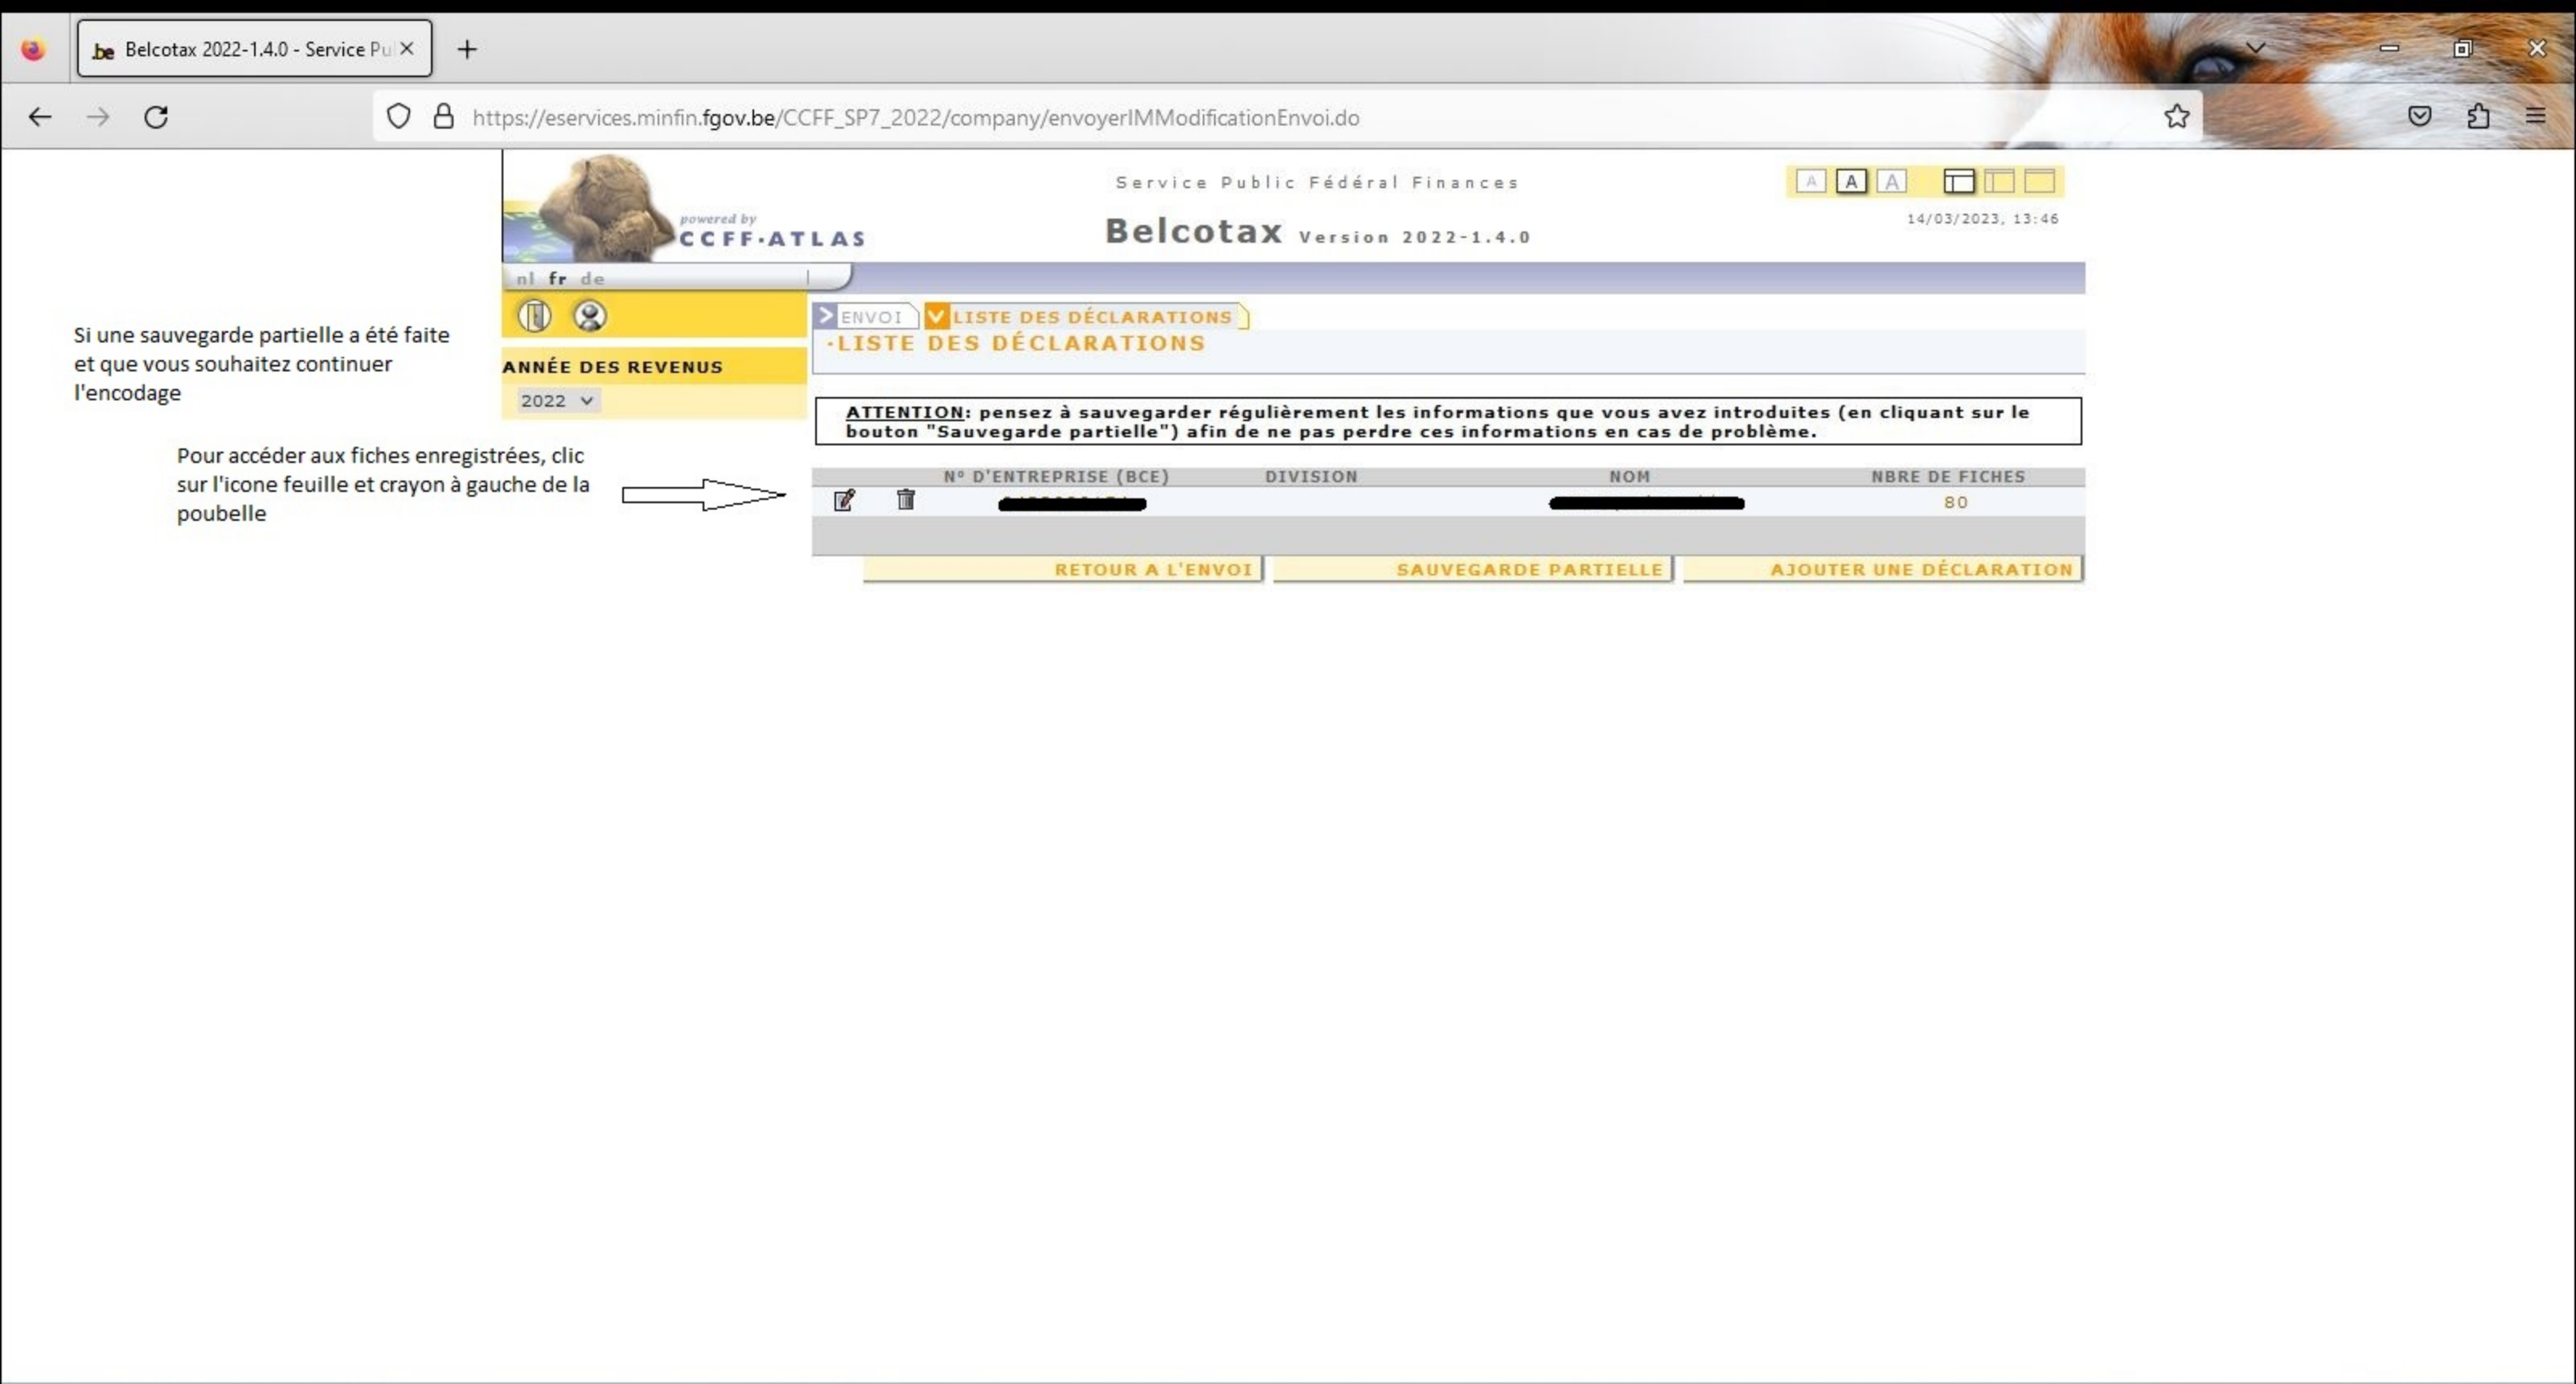 .be Belcotax 2022-1.4.0 - Service Pu
https://eservices.minfin.fgov.be/CCFF_SP7_2022/company/envoyerIMModificationEnvoi.do
powered by
CCFF·ATLAS
Service Public Fédéral Finances
Belcotax Version 2022-1.4.0
A A A
14/03/2023, 13:46
nl fr de
Si une sauvegarde partielle a été faite
et que vous souhaitez continuer
l'encodage
ANNÉE DES REVENUS
2022
ENVOI LISTE DES DÉCLARATIONS
·LISTE DES DÉCLARATIONS
ATTENTION: pensez à sauvegarder régulièrement les informations que vous avez introduites (en cliquant sur le
bouton "Sauvegarde partielle") afin de ne pas perdre ces informations en cas de problème.
Pour accéder aux fiches enregistrées, clic
sur l'icone feuille et crayon à gauche de la
poubelle
Nº D'ENTREPRISE (BCE) DIVISION NOM NBRE DE FICHES
80
RETOUR A L'ENVOI SAUVEGARDE PARTIELLE AJOUTER UNE DÉCLARATION